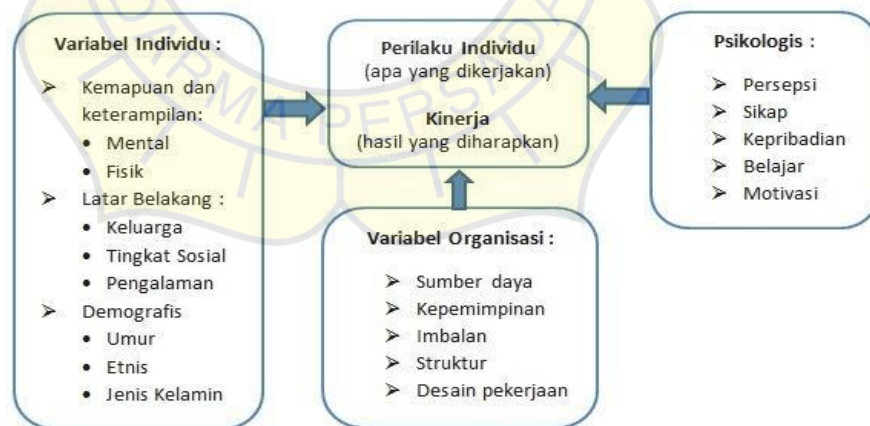 Variabel Individu :
➢ Kemapuan dan
keterampilan:
• Mental
• Fisik
➢ Latar Belakang :
• Keluarga
• Tingkat Sosial
• Pengalaman
➢ Demografis
• Umur
• Etnis
• Jenis Kelamin
Perilaku Individu
(apa yang dikerjakan)
Kinerja
(hasil yang diharapkan)
Psikologis :
➢ Persepsi
➢ Sikap
➢ Kepribadian
➢ Belajar
➢ Motivasi
Variabel Organisasi :
➢ Sumber daya
➢ Kepemimpinan
➢ Imbalan
➢ Struktur
➢ Desain pekerjaan
DARMA PERSADA